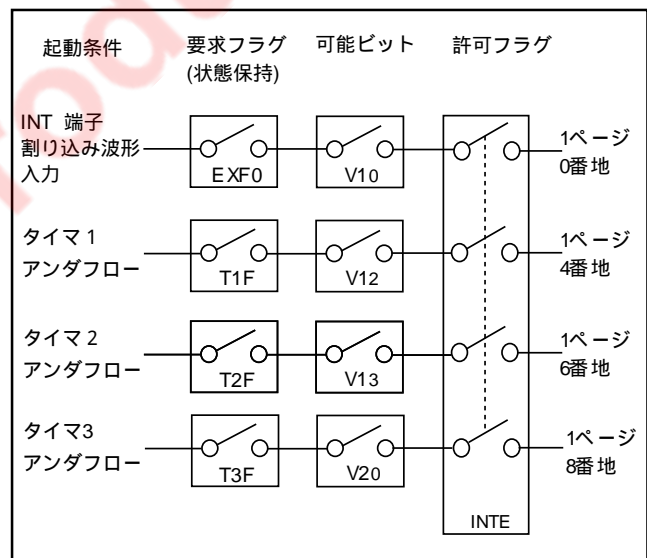 起動条件 要求フラグ 可能ビット 許可フラグ
(状態保持)
INT 端子
割り込み波形
入力
EXF0
V10
1ページ
0番地
タイマ1
アンダフロー
T1F
V12
1ページ
4番地
タイマ2
アンダフロー
T2F
V13
1ページ
6番地
タイマ3
アンダフロー
T3F
V20
1ページ
8番地
INTE